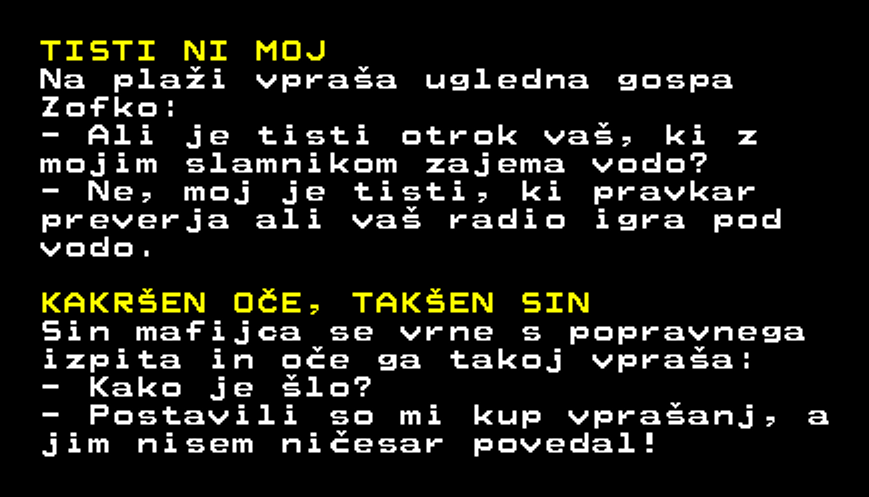 TISTI NI MOJ
Na plaži vpraša ugledna gospa
Zofko:
- Ali je tisti otrok vaš, ki z
mojim slamnikom zajema vodo?
- Ne, moj je tisti, ki pravkar
preverja ali vaš radio igra pod
vodo.
KAKRŠEN OČE, TAKŠEN SIN
Sin mafijca se vrne s popravnega
izpita in oče ga takoj vpraša:
- Kako je šlo?
- Postavili so mi kup vprašanj, a
jim nisem ničesar povedal!